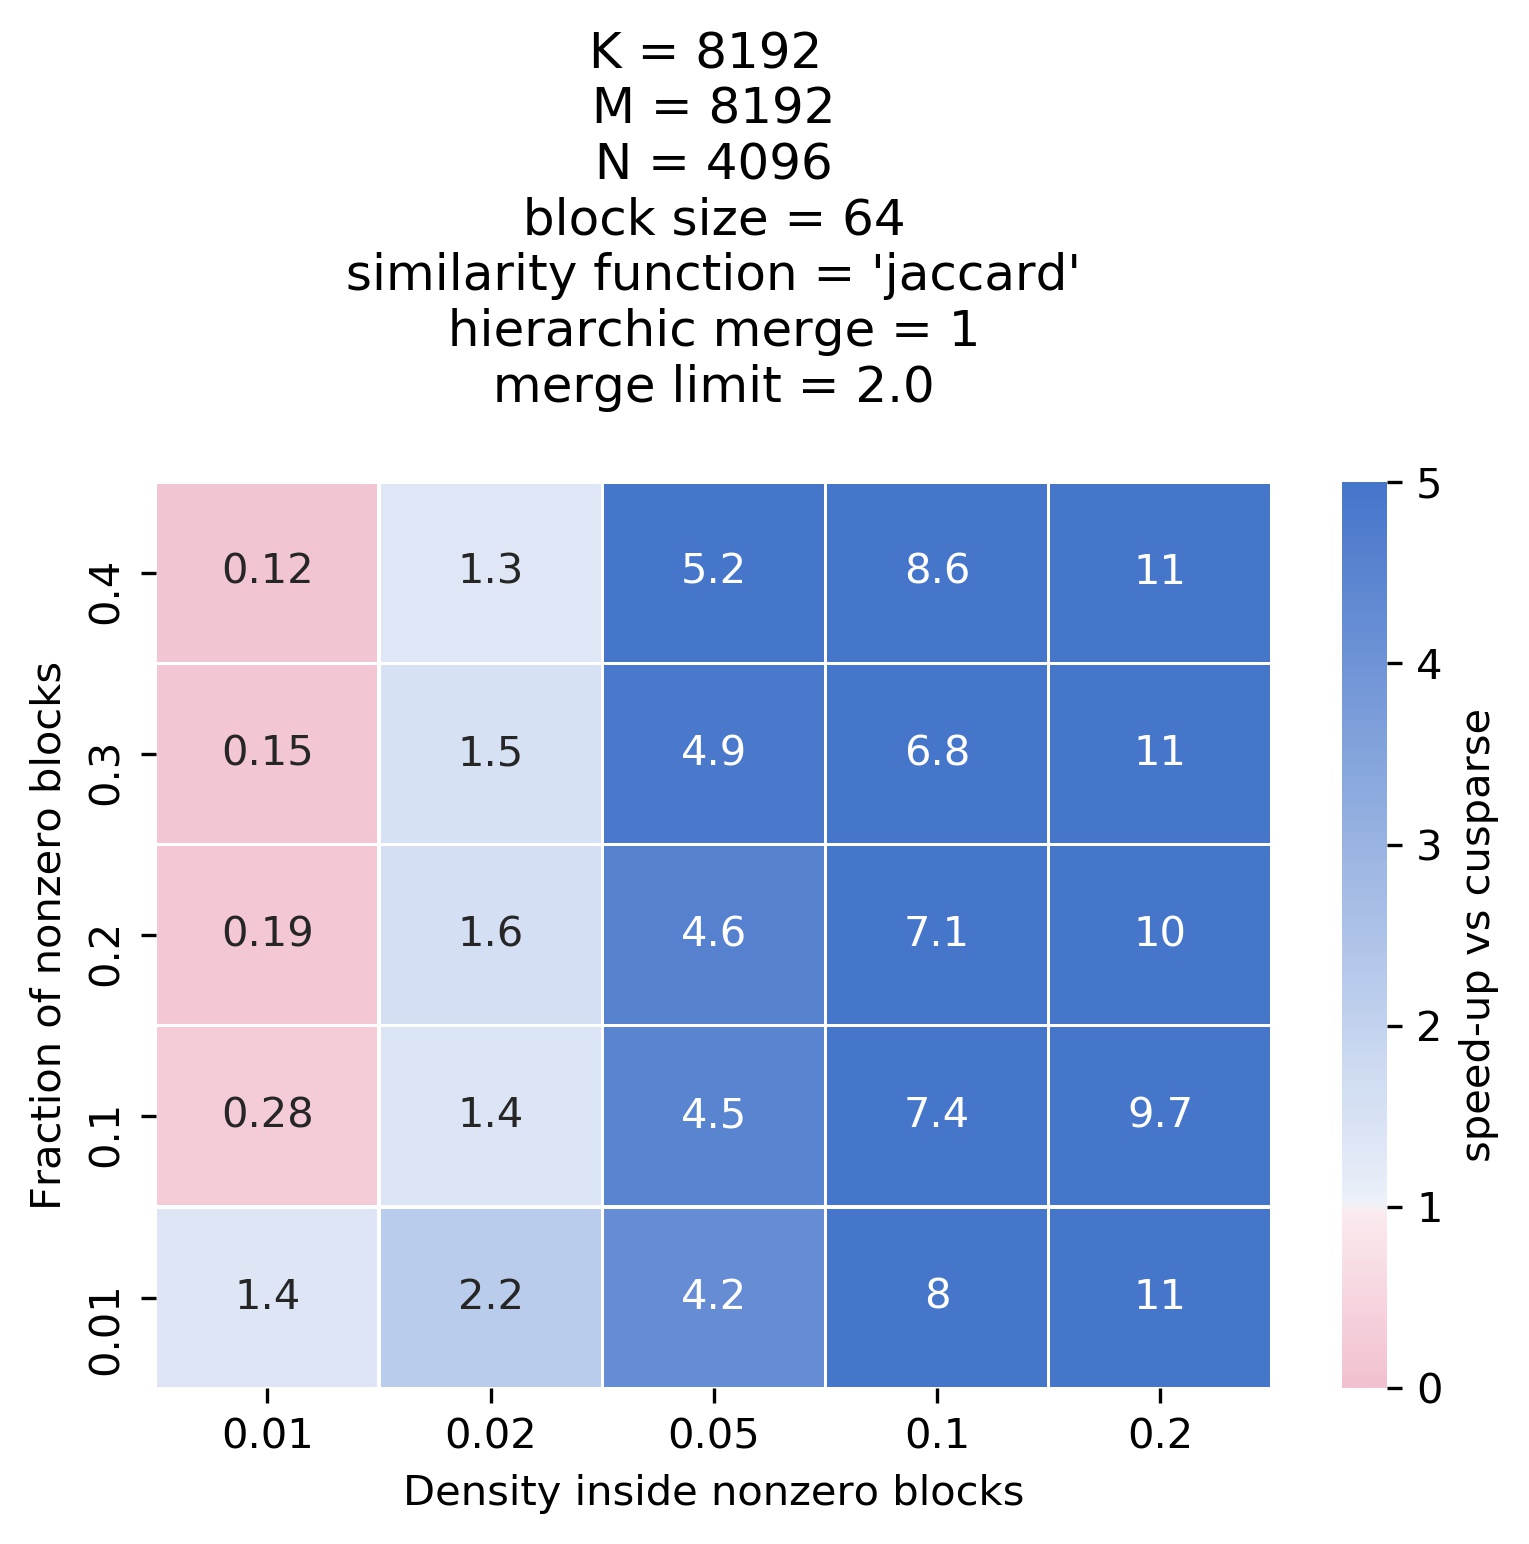 K = 8192
M = 8192
N = 4096
block size = 64
similarity function = 'jaccard'
hierarchic merge = 1
merge limit = 2.0
Fraction of nonzero blocks
0.4
0.12 1.3 5.2 8.6 11
0.3
0.15 1.5 4.9 6.8 11
0.2
0.19 1.6 4.6 7.1 10
0.1
0.28 1.4 4.5 7.4 9.7
0.01
1.4 2.2 4.2 8 11
0.01 0.02 0.05 0.1 0.2
Density inside nonzero blocks
5
4
3
2
1
0
speed-up vs cusparse